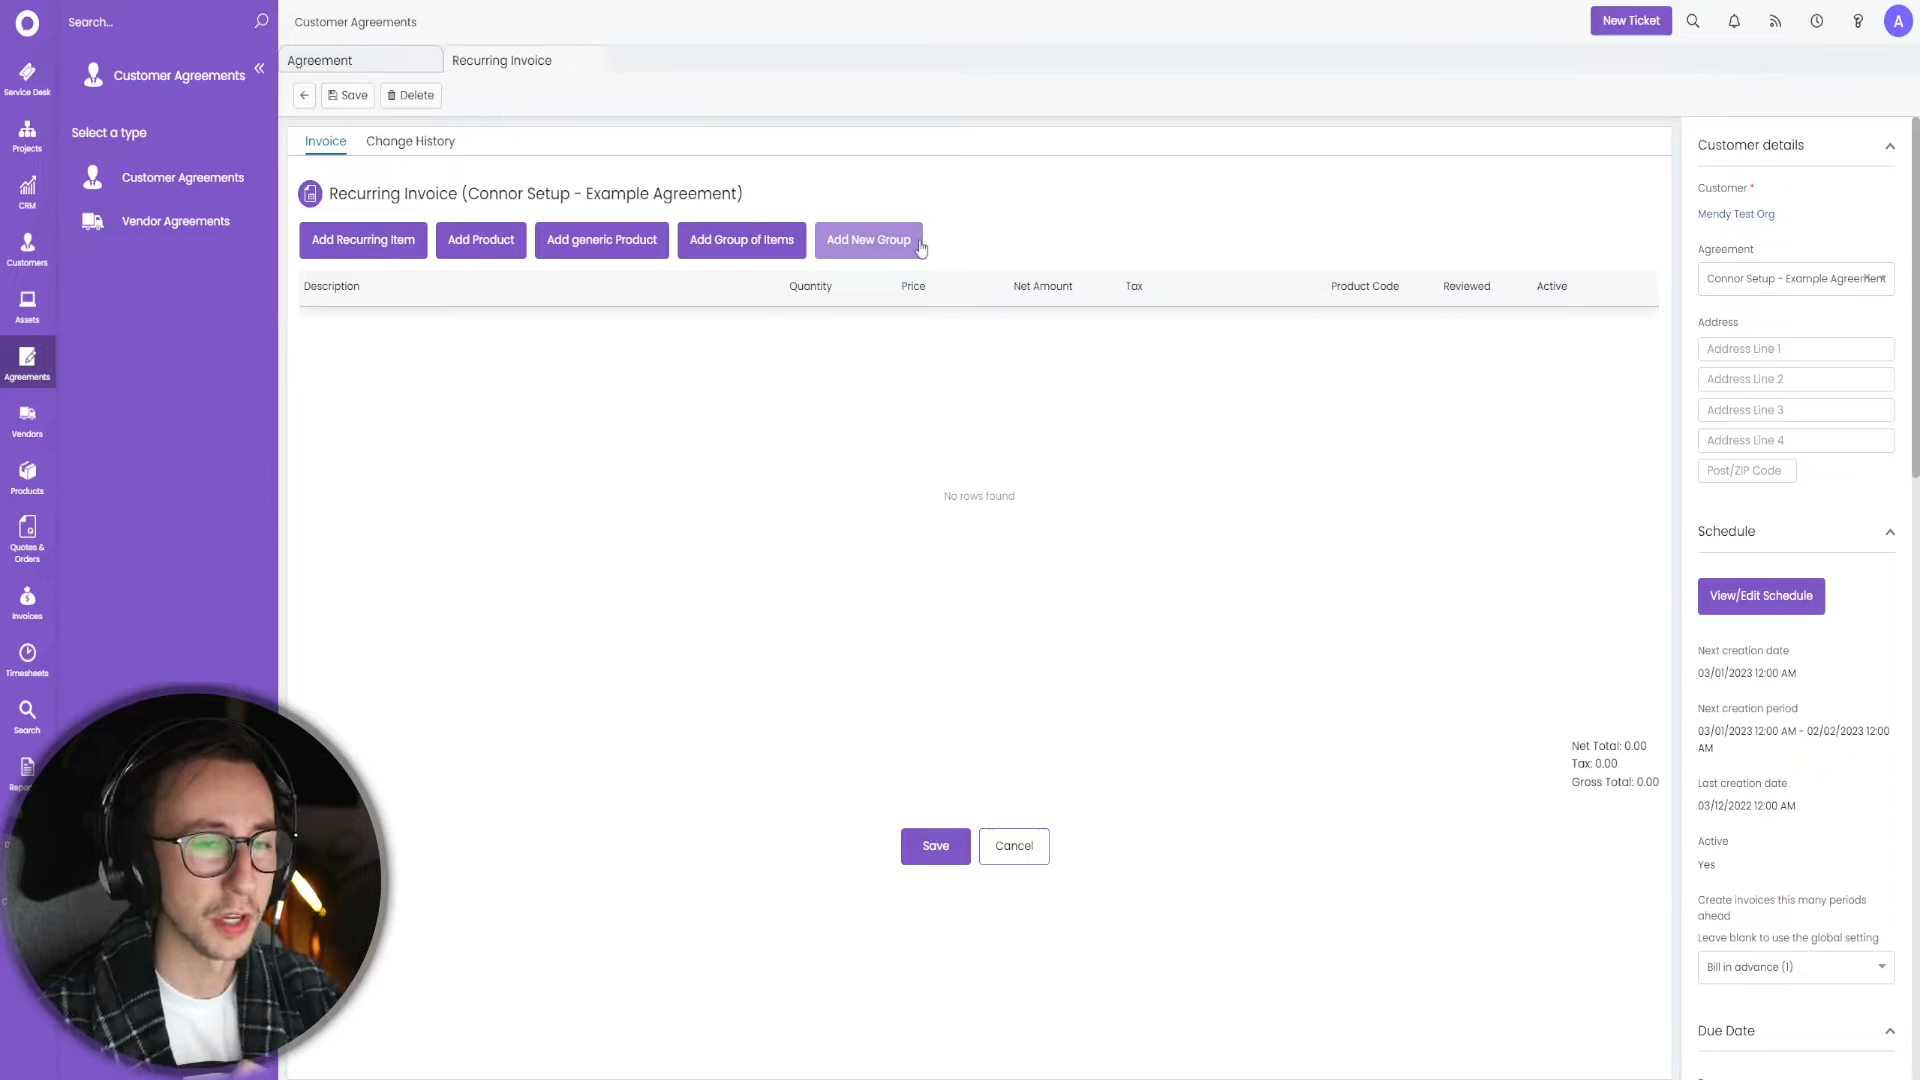 Search...
Customer Agreements
New Ticket
A
Customer Agreements
Agreement
Recurring Invoice
Service Desk
Save
Delete
Select a type
Customer Agreements
Vendor Agreements
Projects
CRM
Customers
Assets
Agreements
Vendors
Products
Quotes &
Orders
Invoices
Timesheets
Search
Invoice
Change History
Recurring Invoice (Connor Setup - Example Agreement)
Add Recurring Item
Add Product
Add generic Product
Add Group of Items
Add New Group
Description
Quantity
Price
Net Amount
Tax
Product Code
Reviewed
Active
No rows found
Net Total: 0.00
Tax: 0.00
Gross Total: 0.00
Save
Cancel
Customer details
Customer *
Mendy Test Org
Agreement
Connor Setup - Example Agreement
Address
Address Line 1
Address Line 2
Address Line 3
Address Line 4
Post/ZIP Code
Schedule
View/Edit Schedule
Next creation date
03/01/2023 12:00 AM
Next creation period
03/01/2023 12:00 AM - 02/02/2023 12:00
AM
Last creation date
03/12/2022 12:00 AM
Active
Yes
Create invoices this many periods
ahead
Leave blank to use the global setting
Bill in advance (1)
Due Date